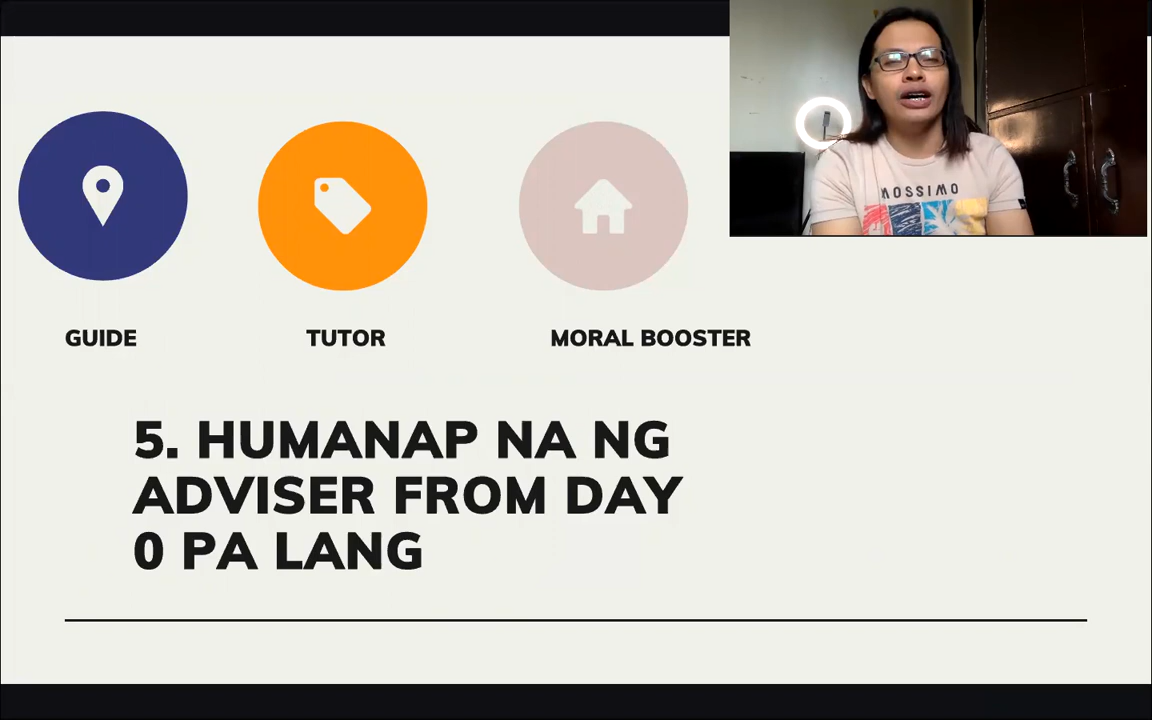 MOSSIMO
GUIDE
TUTOR
MORAL BOOSTER
5. HUMANAP NA NG
ADVISER FROM DAY
0 PA LANG